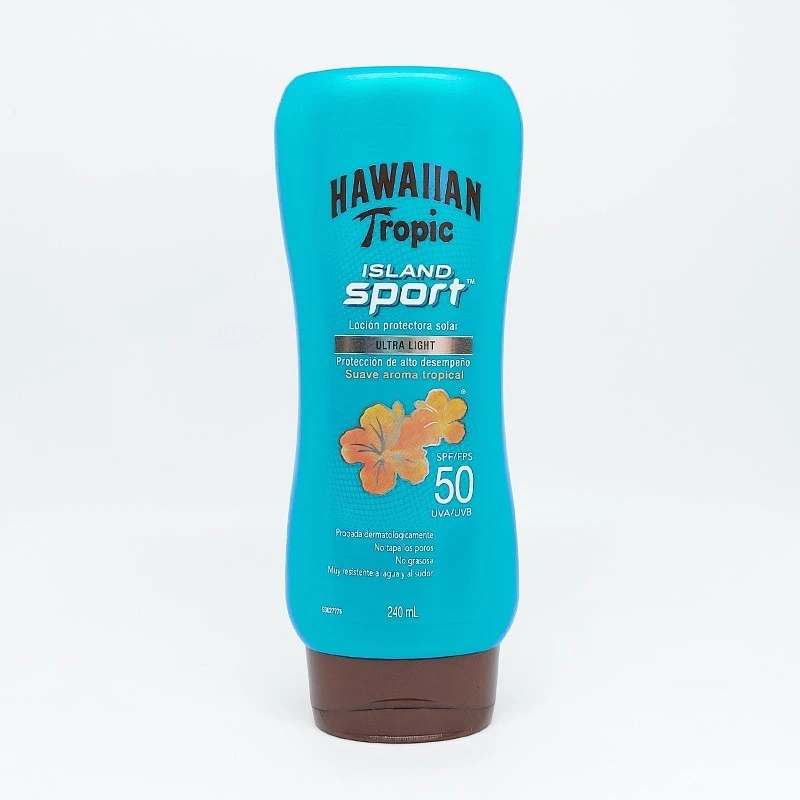 HAWAIIAN
Tropic
ISLAND
sport™
Loción protectora solar
ULTRA LIGHT
Protección de alto desempeño
Suave aroma tropical
®
SPF/FPS
50
UVA/UVB
Probada dermatológicamente
No tapa los poros
No grasosa
Muy resistente al agua y al sudor
240 mL